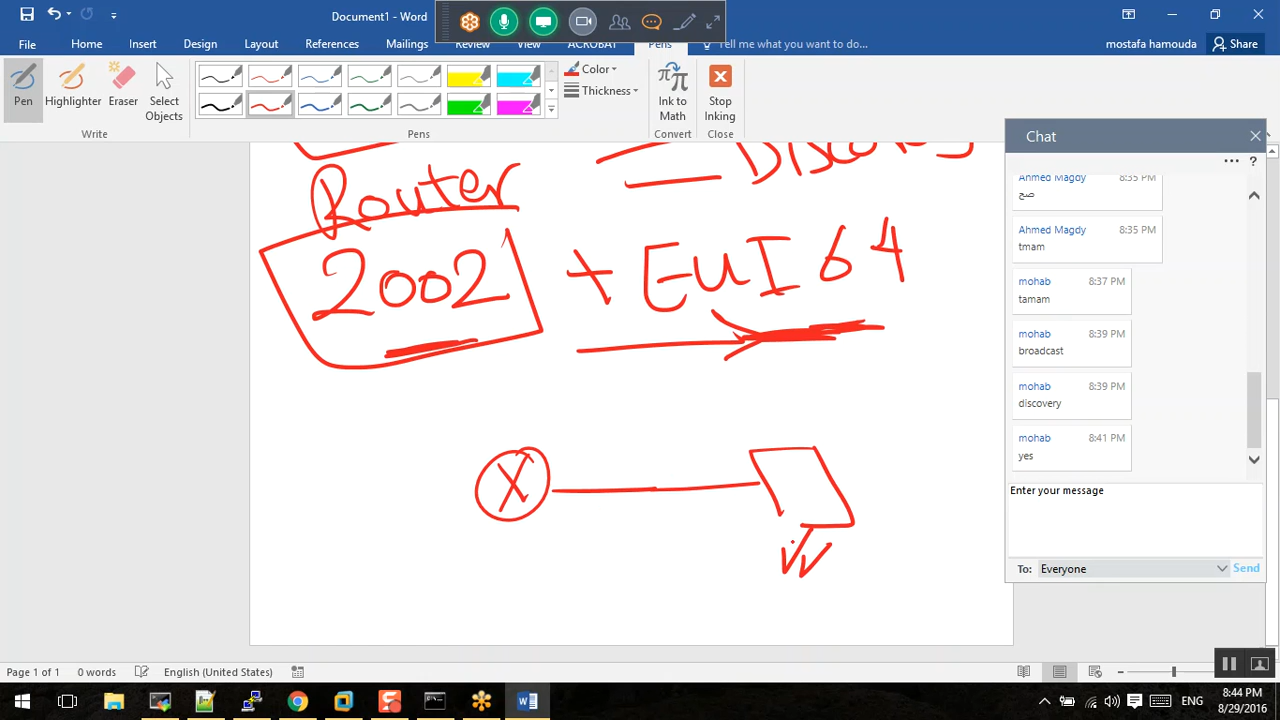 Document1 - Word
mostafa hamouda
Share
File
Home
Insert
Design
Layout
References
Mailings
Review
ACROBAT
Pens
Tell me what you want to do...
Pen
Highlighter
Eraser
Select Objects
Color
Thickness
Ink to Math
Stop Inking
Write
Pens
Convert
Close
Router
2002 + EUI 64
X
Chat
?
Ahmed Magdy 8:35 PM
صح
Ahmed Magdy 8:35 PM
tmam
mohab 8:37 PM
tamam
mohab 8:39 PM
broadcast
mohab 8:39 PM
discovery
mohab 8:41 PM
yes
Enter your message
To: Everyone
Send
Page 1 of 1
0 words
English (United States)
ENG
8:44 PM
8/29/2016